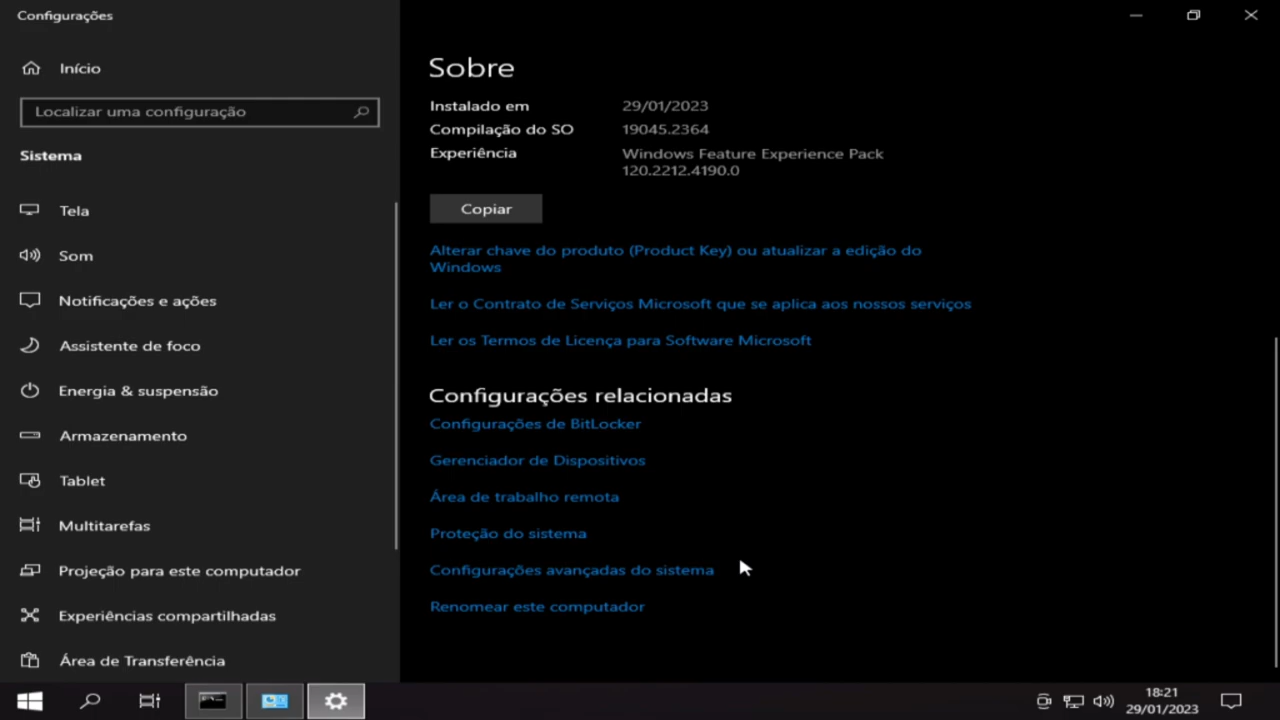 Configurações
Início
Localizar uma configuração
Sistema
Tela
Som
Notificações e ações
Assistente de foco
Energia & suspensão
Armazenamento
Tablet
Multitarefas
Projeção para este computador
Experiências compartilhadas
Área de Transferência
Sobre
Instalado em 29/01/2023
Compilação do SO 19045.2364
Experiência Windows Feature Experience Pack
120.2212.4190.0
Copiar
Alterar chave do produto (Product Key) ou atualizar a edição do
Windows
Ler o Contrato de Serviços Microsoft que se aplica aos nossos serviços
Ler os Termos de Licença para Software Microsoft
Configurações relacionadas
Configurações de BitLocker
Gerenciador de Dispositivos
Área de trabalho remota
Proteção do sistema
Configurações avançadas do sistema
Renomear este computador
18:21
29/01/2023